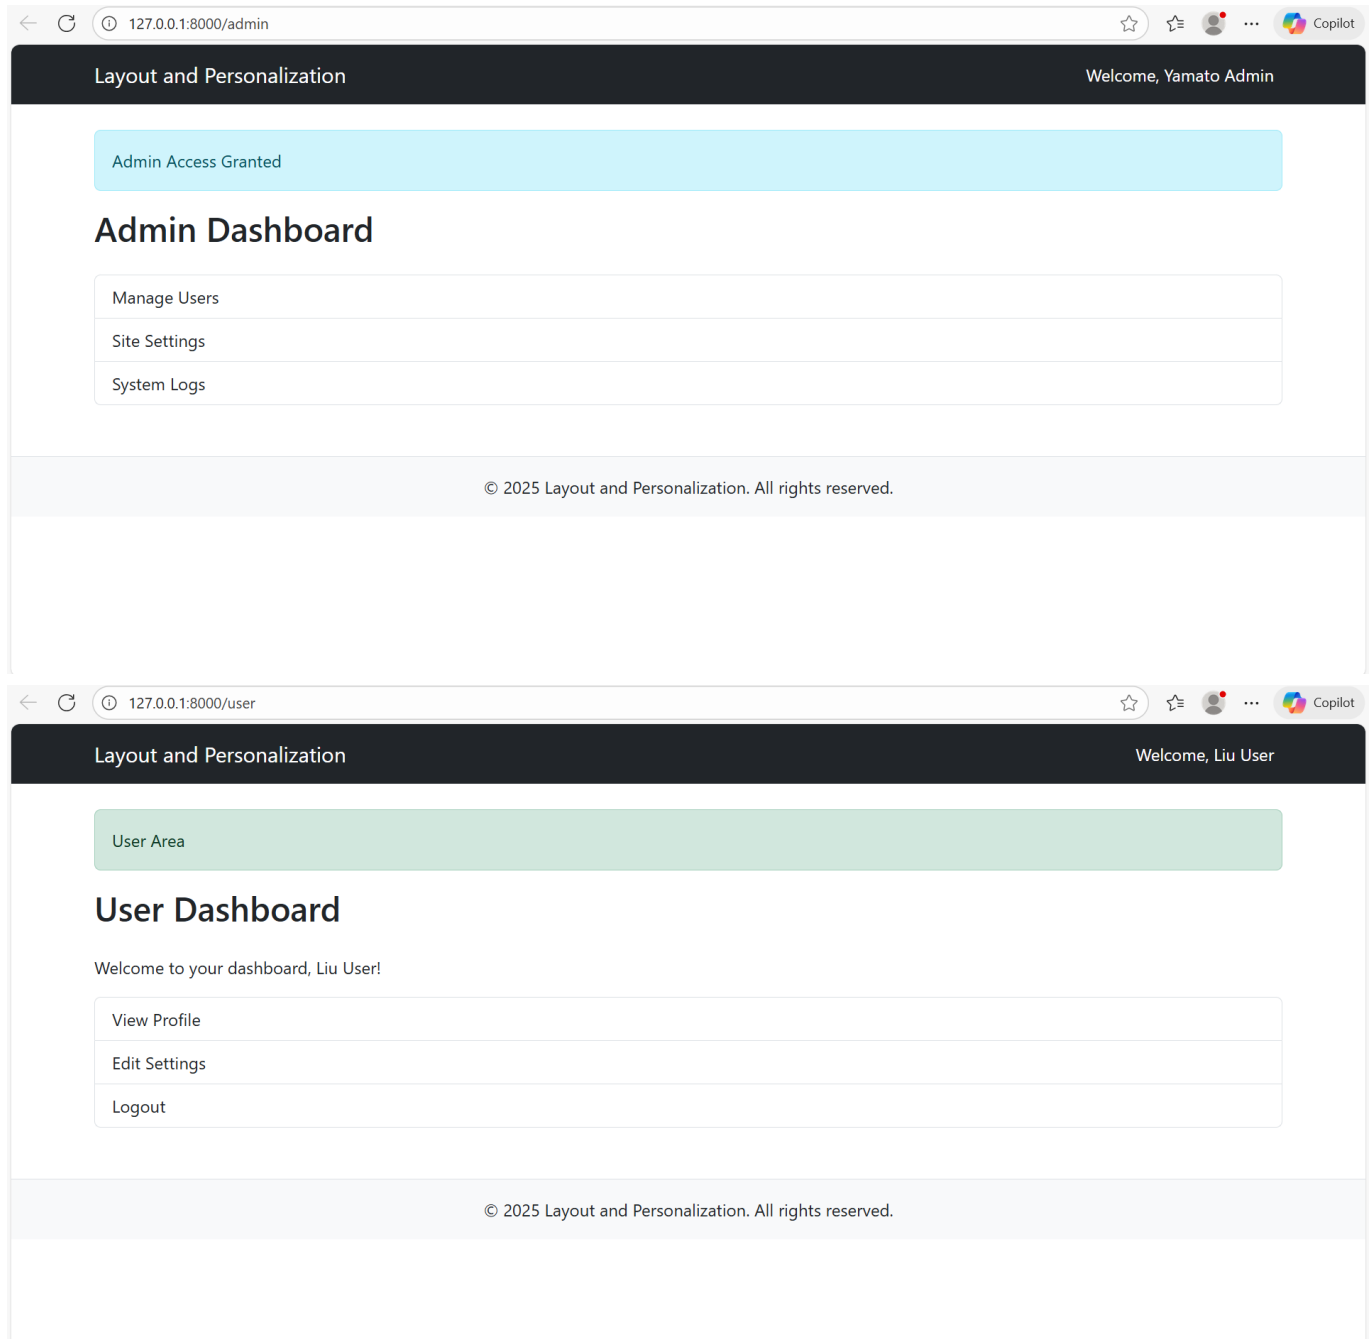 127.0.0.1:8000/admin
Copilot
Layout and Personalization
Welcome, Yamato Admin
Admin Access Granted
Admin Dashboard
Manage Users
Site Settings
System Logs
© 2025 Layout and Personalization. All rights reserved.
127.0.0.1:8000/user
Copilot
Layout and Personalization
Welcome, Liu User
User Area
User Dashboard
Welcome to your dashboard, Liu User!
View Profile
Edit Settings
Logout
© 2025 Layout and Personalization. All rights reserved.